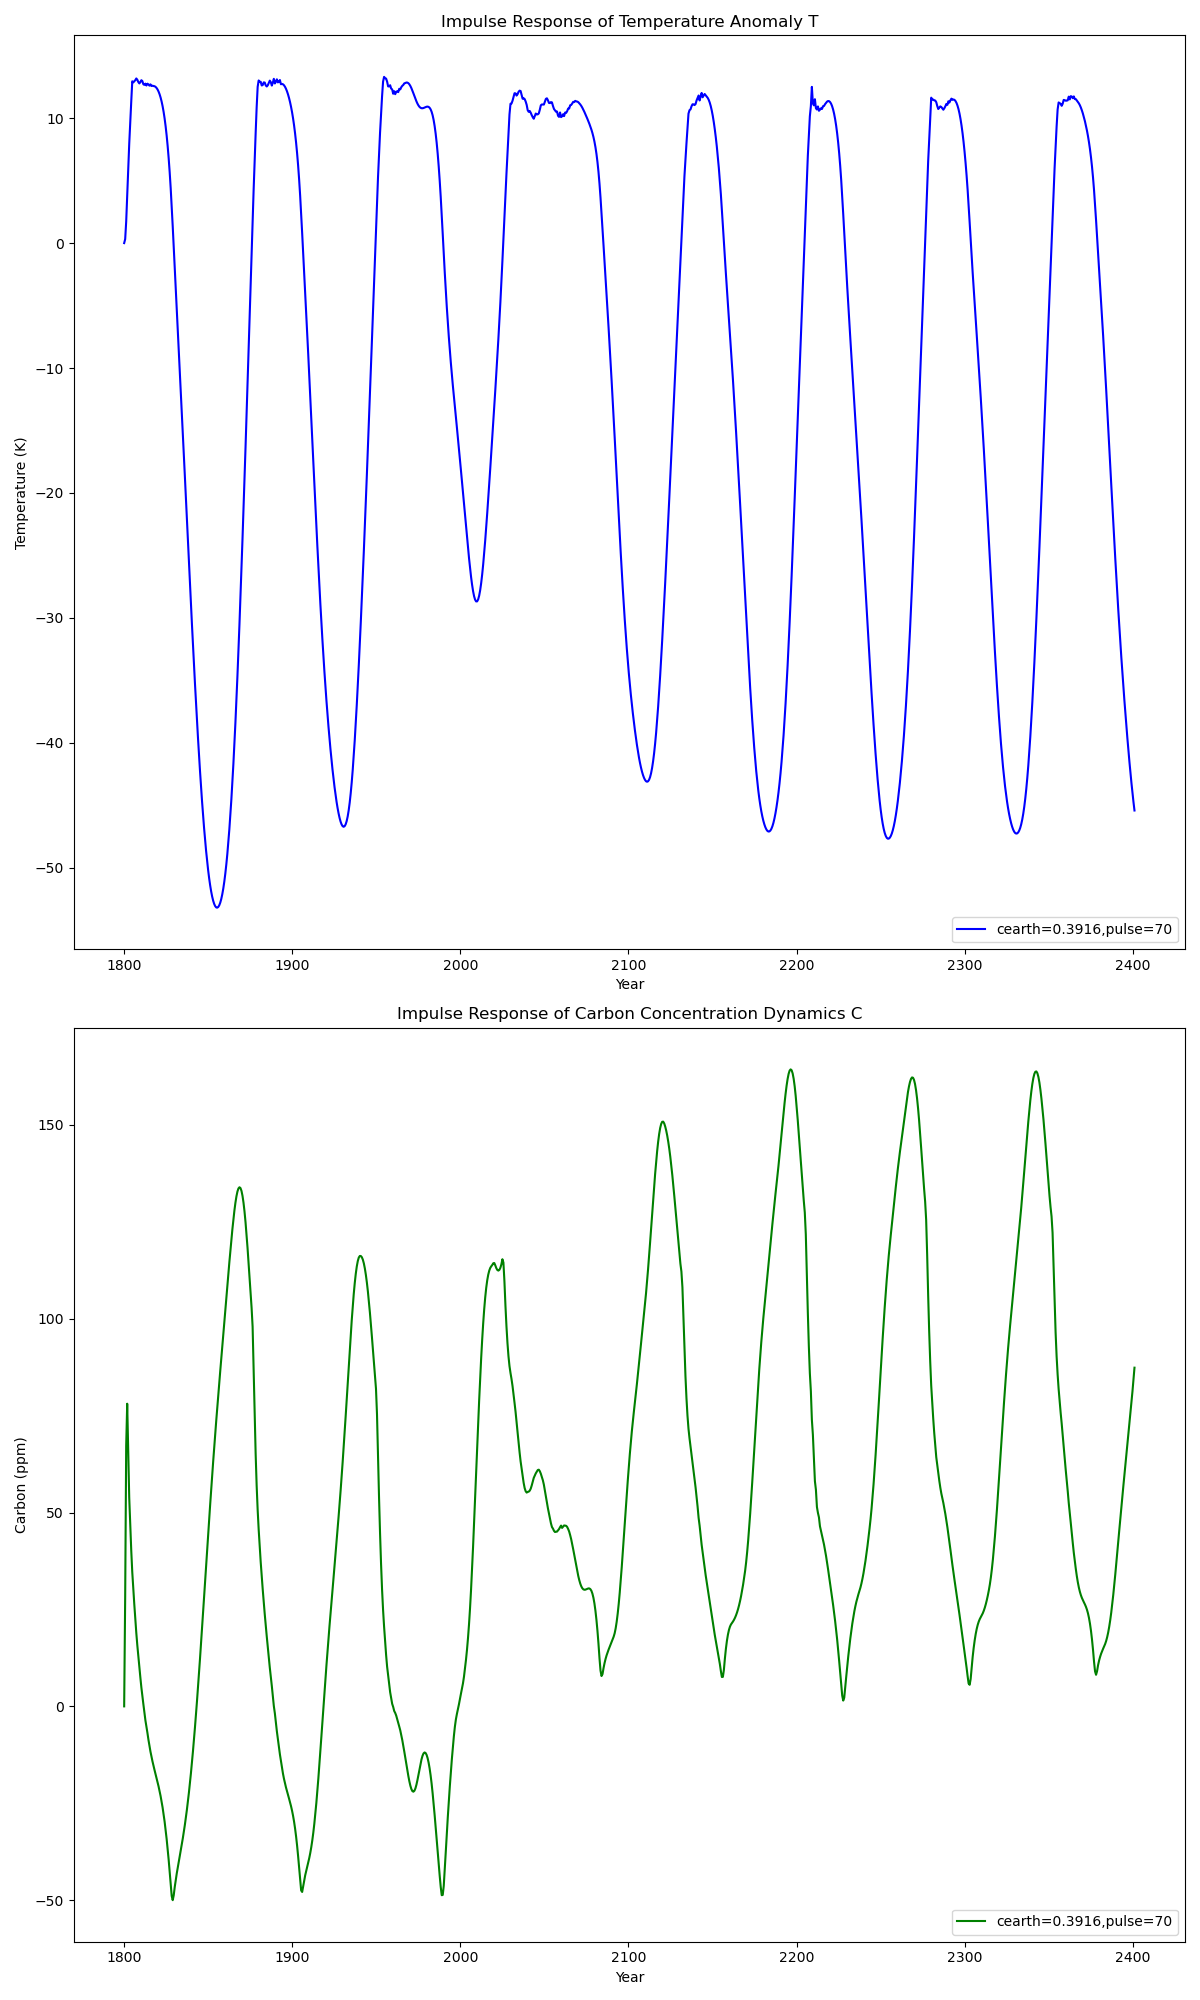 Impulse Response of Temperature Anomaly T
Temperature (K)
10
0
−10
−20
−30
−40
−50
1800 1900 2000 2100 2200 2300 2400
Year
cearth=0.3916,pulse=70
Impulse Response of Carbon Concentration Dynamics C
Carbon (ppm)
150
100
50
0
−50
1800 1900 2000 2100 2200 2300 2400
Year
cearth=0.3916,pulse=70